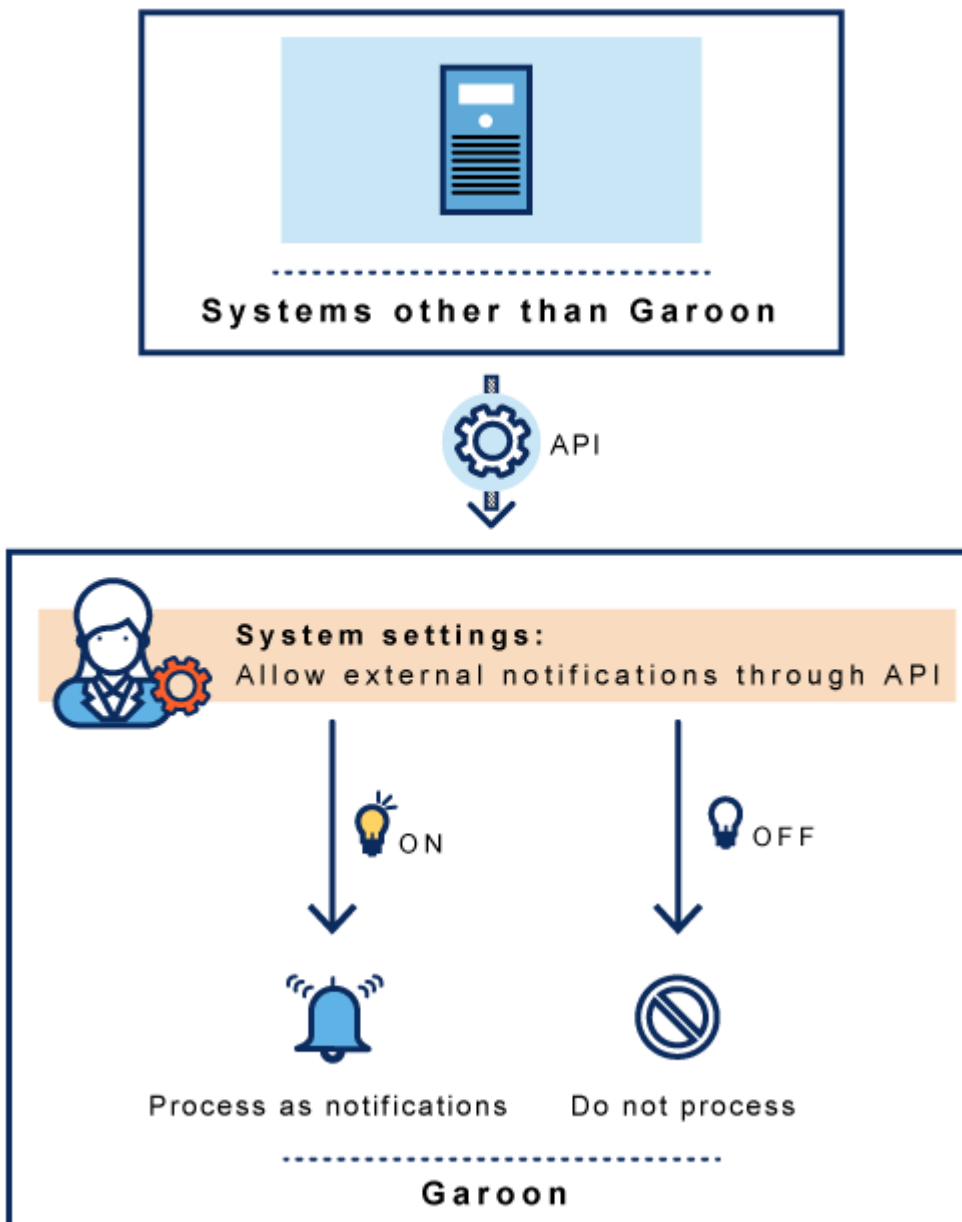 Systems other than Garoon
API
System settings:
Allow external notifications through API
ON
OFF
Process as notifications
Do not process
Garoon